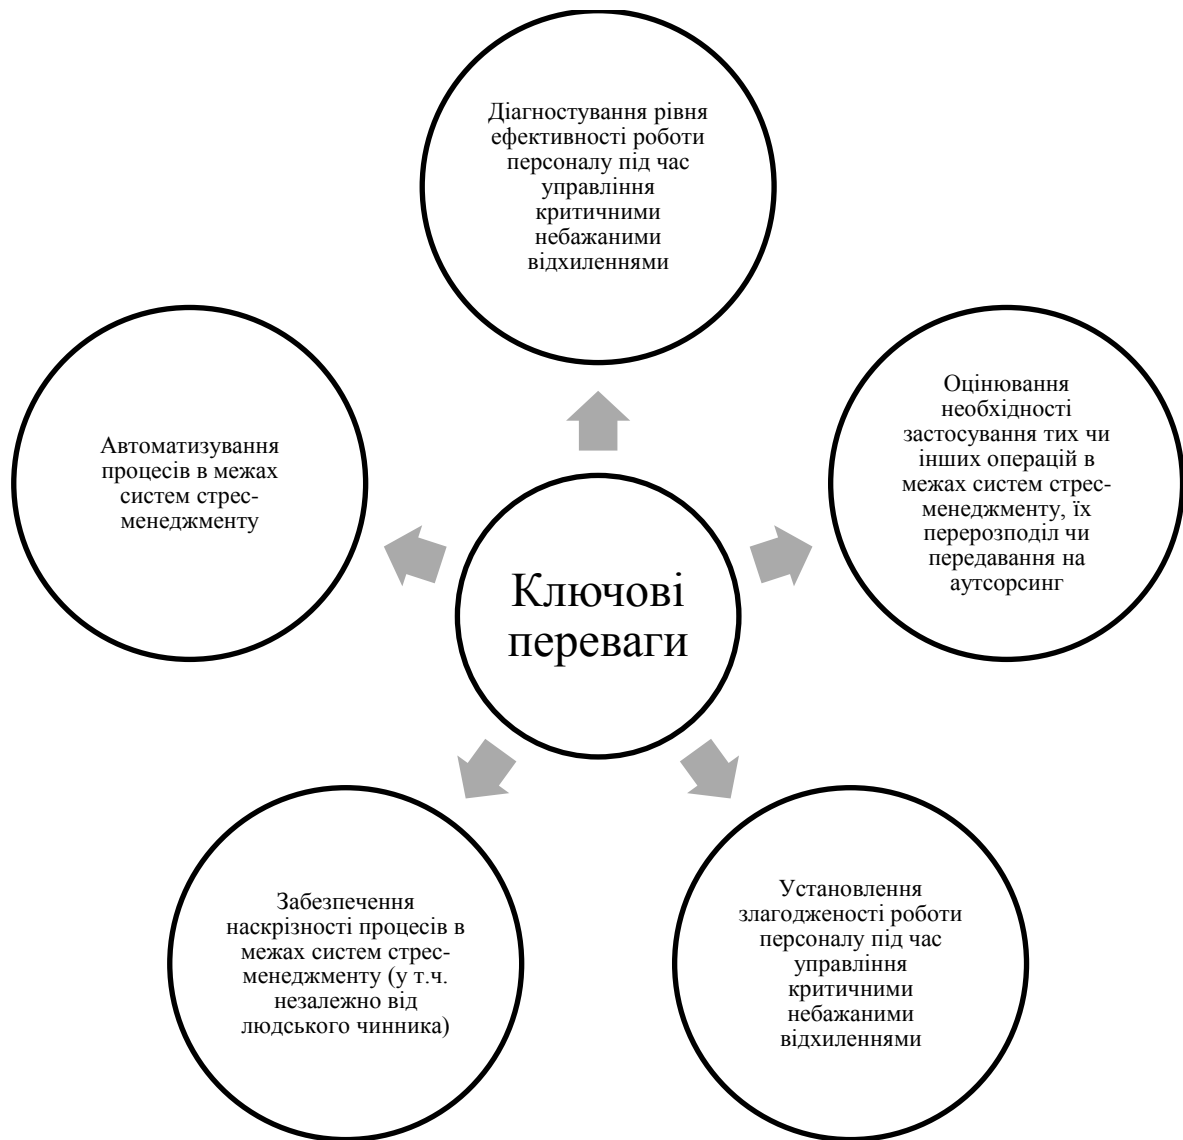 Діагностування рівня
ефективності роботи
персоналу під час
управління
критичними
небажаними
відхиленнями
Оцінювання
необхідності
застосування тих чи
інших операцій в
межах систем стрес-
менеджменту, їх
перерозподіл чи
передавання на
аутсорсинг
Установлення
злагодженості роботи
персоналу під час
управління
критичними
небажаними
відхиленнями
Забезпечення
наскрізності процесів в
межах систем стрес-
менеджменту (у т.ч.
незалежно від
людського чинника)
Автоматизування
процесів в межах
систем стрес-
менеджменту
Ключові
переваги